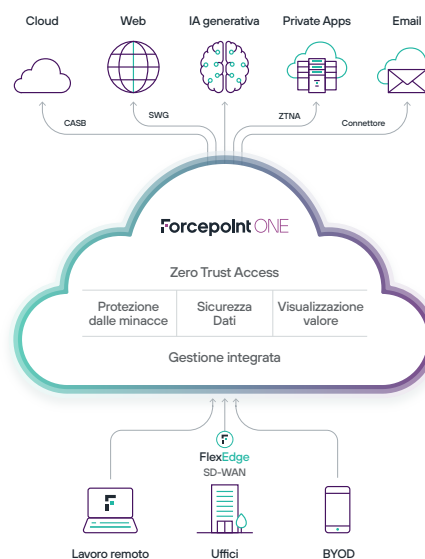 Cloud
Web
IA generativa
Private Apps
Email
CASB
SWG
ZTNA
Connettore
Forcepoint ONE
Zero Trust Access
Protezione
dalle minacce
Sicurezza
Dati
Visualizzazione
valore
Gestione integrata
FlexEdge
SD-WAN
Lavoro remoto
Uffici
BYOD